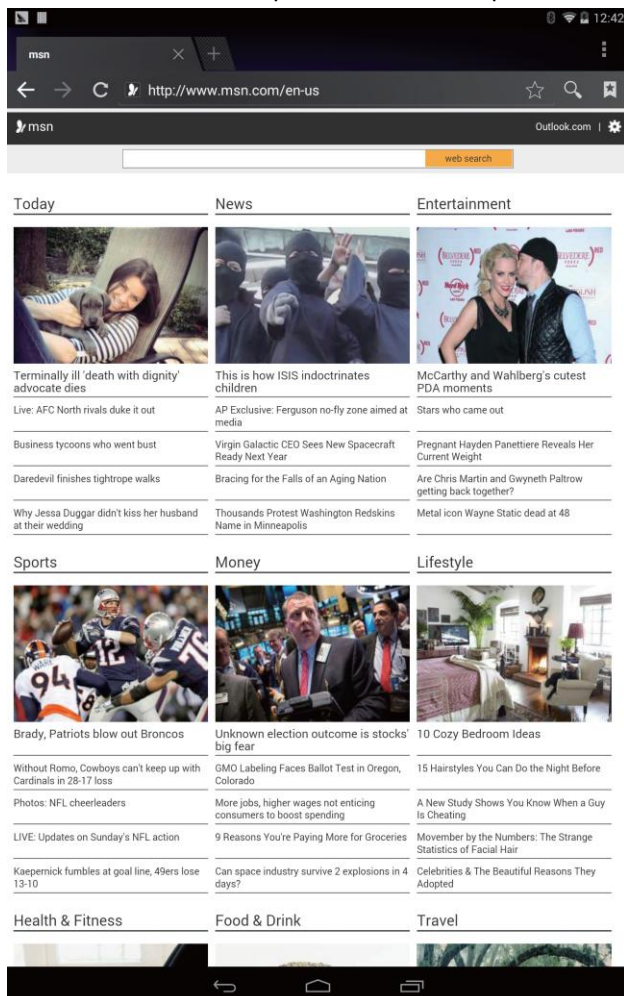 12:42
msn
http://www.msn.com/en-us
msn
Outlook.com |
web search
Today
Terminally ill 'death with dignity'
advocate dies
Live: AFC North rivals duke it out
Business tycoons who went bust
Daredevil finishes tightrope walks
Why Jessa Duggar didn't kiss her husband
at their wedding
News
This is how ISIS indoctrinates
children
AP Exclusive: Ferguson no-fly zone aimed at
media
Virgin Galactic CEO Sees New Spacecraft
Ready Next Year
Bracing for the Falls of an Aging Nation
Thousands Protest Washington Redskins
Name in Minneapolis
Entertainment
BELVEDERE
RED
Hard Rock
McCarthy and Wahlberg's cutest
PDA moments
Stars who came out
Pregnant Hayden Panettiere Reveals Her
Current Weight
Are Chris Martin and Gwyneth Paltrow
getting back together?
Metal icon Wayne Static dead at 48
Sports
WARE
94
12
76
Brady, Patriots blow out Broncos
Without Romo, Cowboys can't keep up with
Cardinals in 28-17 loss
Photos: NFL cheerleaders
LIVE: Updates on Sunday's NFL action
Kaepernick fumbles at goal line, 49ers lose
13-10
Money
Unknown election outcome is stocks'
big fear
GMO Labeling Faces Ballot Test in Oregon,
Colorado
More jobs, higher wages not enticing
consumers to boost spending
9 Reasons You're Paying More for Groceries
Can space industry survive 2 explosions in 4
days?
Lifestyle
10 Cozy Bedroom Ideas
15 Hairstyles You Can Do the Night Before
A New Study Shows You Know When a Guy
Is Cheating
Movember by the Numbers: The Strange
Statistics of Facial Hair
Celebrities & The Beautiful Reasons They
Adopted
Health & Fitness
Food & Drink
Travel